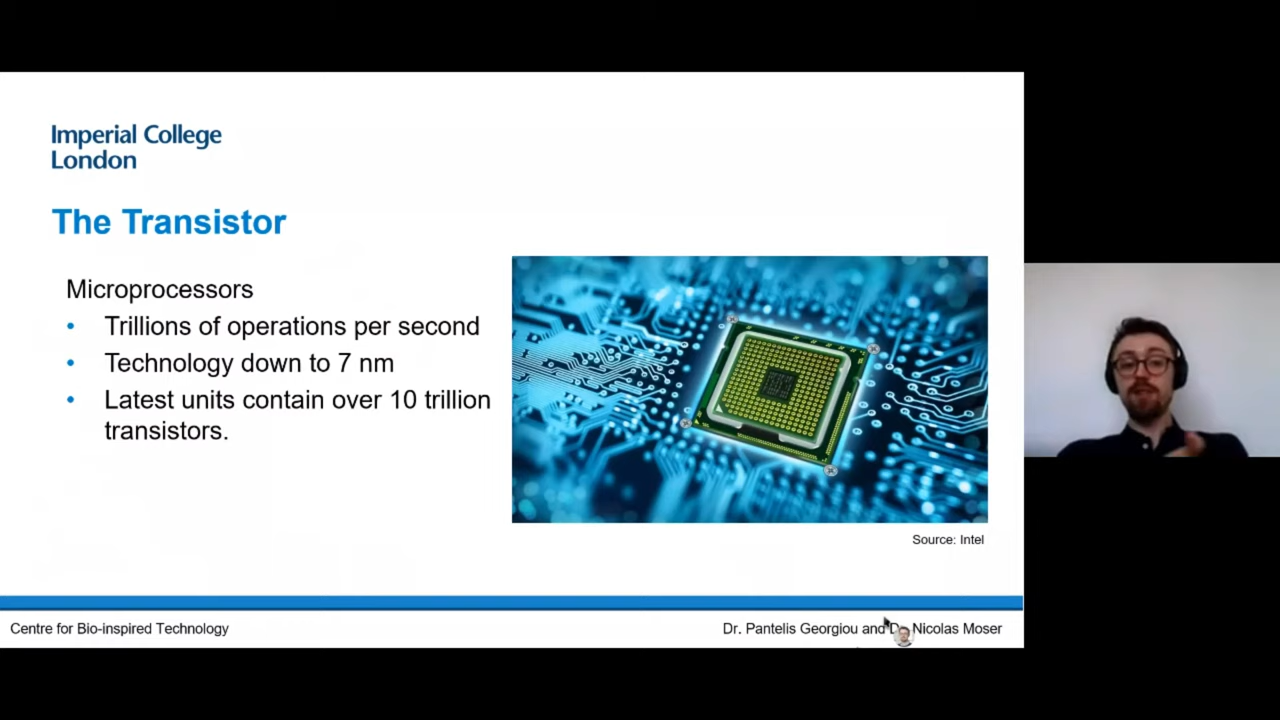 Imperial College
London
The Transistor
Microprocessors
• Trillions of operations per second
• Technology down to 7 nm
• Latest units contain over 10 trillion
transistors.
Source: Intel
Centre for Bio-inspired Technology
Dr. Pantelis Georgiou and Nicolas Moser